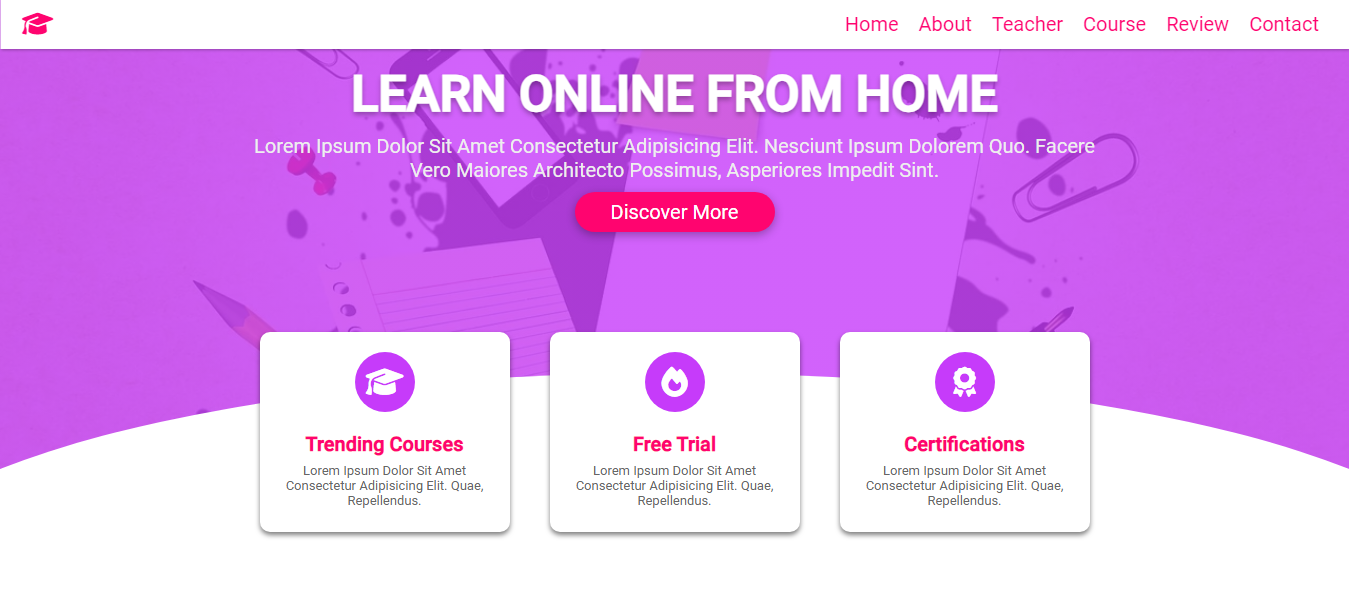 Home About Teacher Course Review Contact
LEARN ONLINE FROM HOME
Lorem Ipsum Dolor Sit Amet Consectetur Adipisicing Elit. Nesciunt Ipsum Dolorem Quo. Facere
Vero Maiores Architecto Possimus, Asperiores Impedit Sint.
Discover More
Trending Courses
Lorem Ipsum Dolor Sit Amet
Consectetur Adipisicing Elit. Quae,
Repellendus.
Free Trial
Lorem Ipsum Dolor Sit Amet
Consectetur Adipisicing Elit. Quae,
Repellendus.
Certifications
Lorem Ipsum Dolor Sit Amet
Consectetur Adipisicing Elit. Quae,
Repellendus.